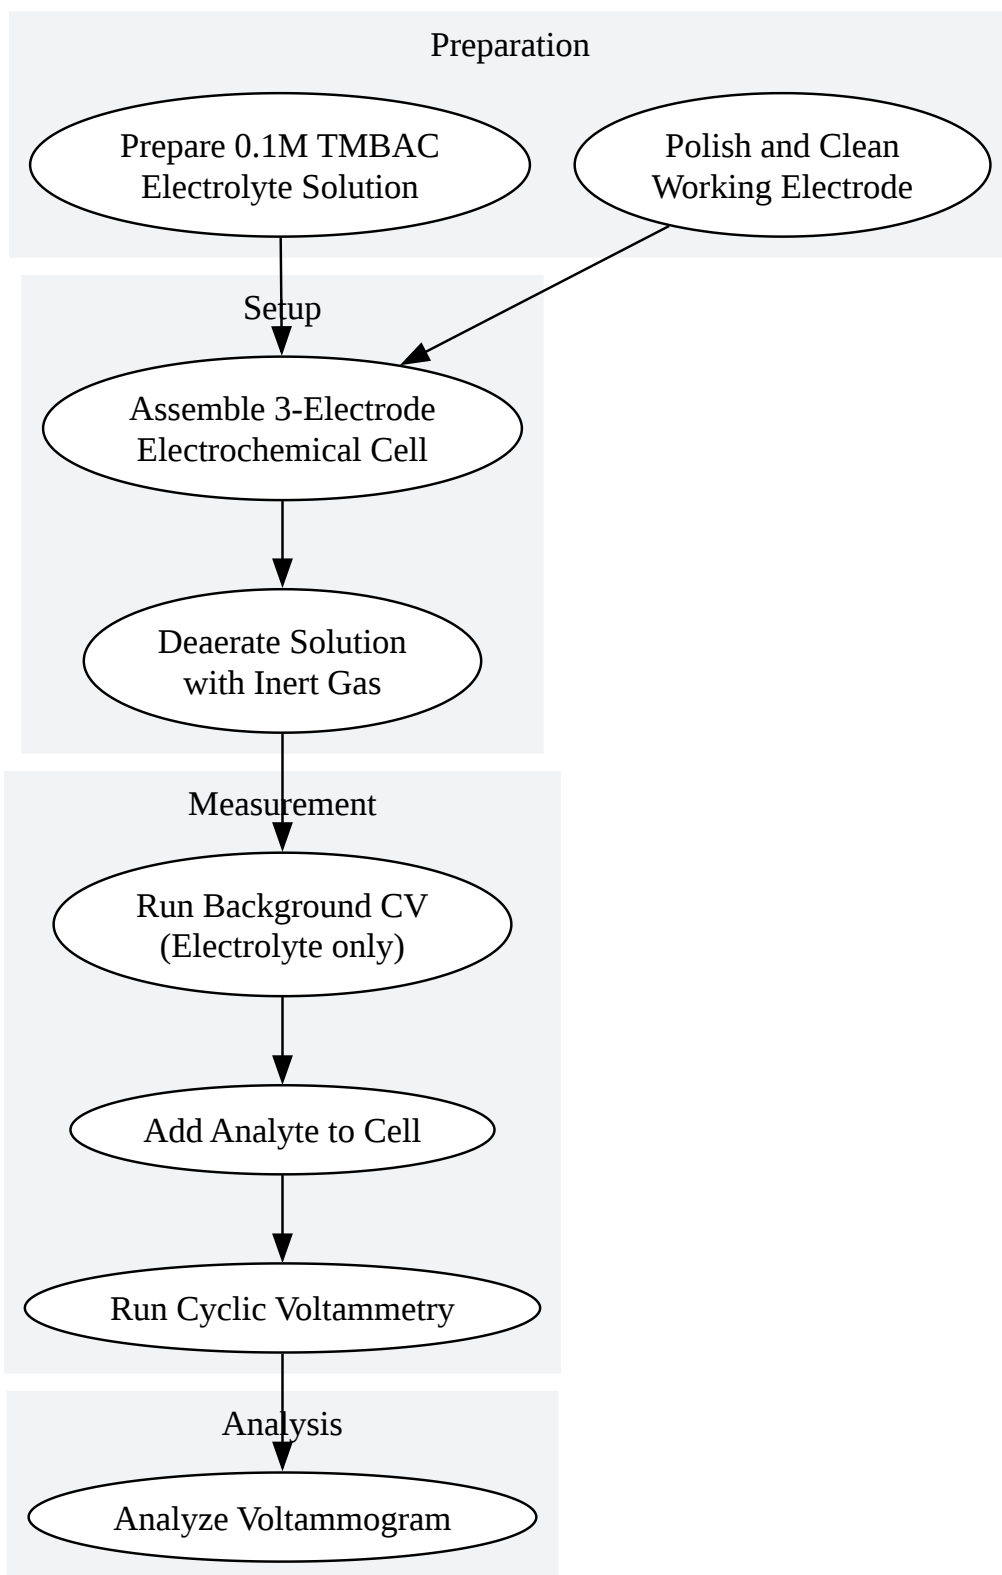 Preparation
Prepare 0.1M TMBAC
Electrolyte Solution
Polish and Clean
Working Electrode
Setup
Assemble 3-Electrode
Electrochemical Cell
Deaerate Solution
with Inert Gas
Measurement
Run Background CV
(Electrolyte only)
Add Analyte to Cell
Run Cyclic Voltammetry
Analysis
Analyze Voltammogram